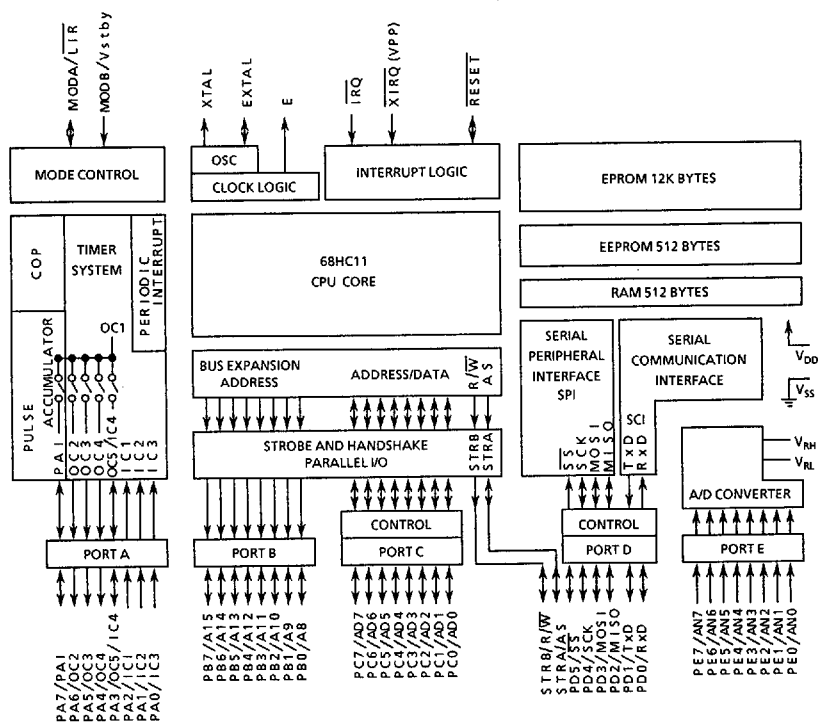 MODA/LIR
MODB/Vstby
XTAL
EXTAL
E
IRQ
XIRQ (VPP)
RESET
MODE CONTROL
OSC
CLOCK LOGIC
INTERRUPT LOGIC
EPROM 12K BYTES
COP
TIMER
SYSTEM
PERIODIC
INTERRUPT
68HC11
CPU CORE
EEPROM 512 BYTES
RAM 512 BYTES
PULSE
ACCUMULATOR
OC1
PAI
OC2
OC3
OC4
OC5/IC4
IC1
IC2
IC3
BUS EXPANSION
ADDRESS
ADDRESS/DATA
R/W
AS
STROBE AND HANDSHAKE
PARALLEL I/O
STRB
STRA
SERIAL
PERIPHERAL
INTERFACE
SPI
SS
SCK
MOSI
MISO
SERIAL
COMMUNICATION
INTERFACE
SCI
TxD
RxD
VDD
VSS
VRH
VRL
A/D CONVERTER
CONTROL
CONTROL
PORT A
PORT B
PORT C
PORT D
PORT E
PA7/PA1
PA6/OC2
PA5/OC3
PA4/OC4
PA3/OC5/IC4
PA2/IC1
PA1/IC2
PA0/IC3
PB7/A15
PB6/A14
PB5/A13
PB4/A12
PB3/A11
PB2/A10
PB1/A9
PB0/A8
PC7/AD7
PC6/AD6
PC5/AD5
PC4/AD4
PC3/AD3
PC2/AD2
PC1/AD1
PC0/AD0
STRB/R/W
STRA/AS
PD5/SS
PD4/SCK
PD3/MOSI
PD2/MISO
PD1/TxD
PD0/RxD
PE7/AN7
PE6/AN6
PE5/AN5
PE4/AN4
PE3/AN3
PE2/AN2
PE1/AN1
PE0/AN0